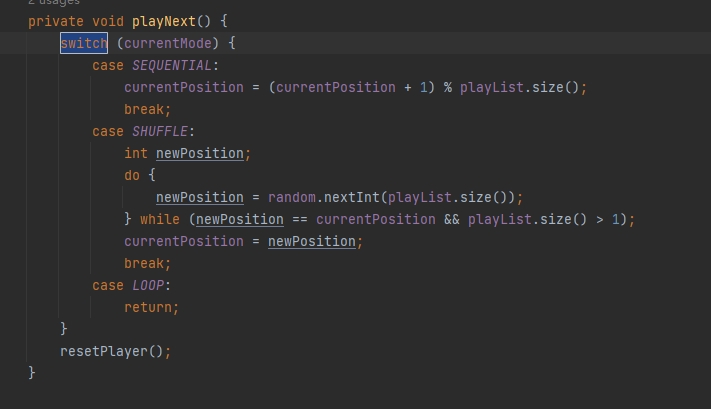 2 usages
private void playNext() {
    switch (currentMode) {
        case SEQUENTIAL:
            currentPosition = (currentPosition + 1) % playList.size();
            break;
        case SHUFFLE:
            int newPosition;
            do {
                newPosition = random.nextInt(playList.size());
            } while (newPosition == currentPosition && playList.size() > 1);
            currentPosition = newPosition;
            break;
        case LOOP:
            return;
    }
    resetPlayer();
}